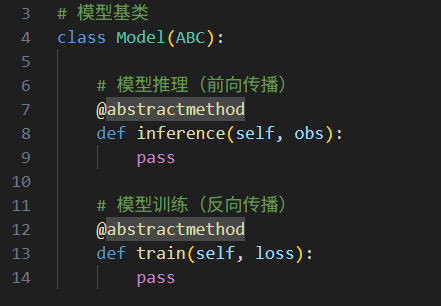 3 # 模型基类
4 class Model(ABC):
5
6     # 模型推理（前向传播）
7     @abstractmethod
8     def inference(self, obs):
9         pass
10
11     # 模型训练（反向传播）
12     @abstractmethod
13     def train(self, loss):
14         pass